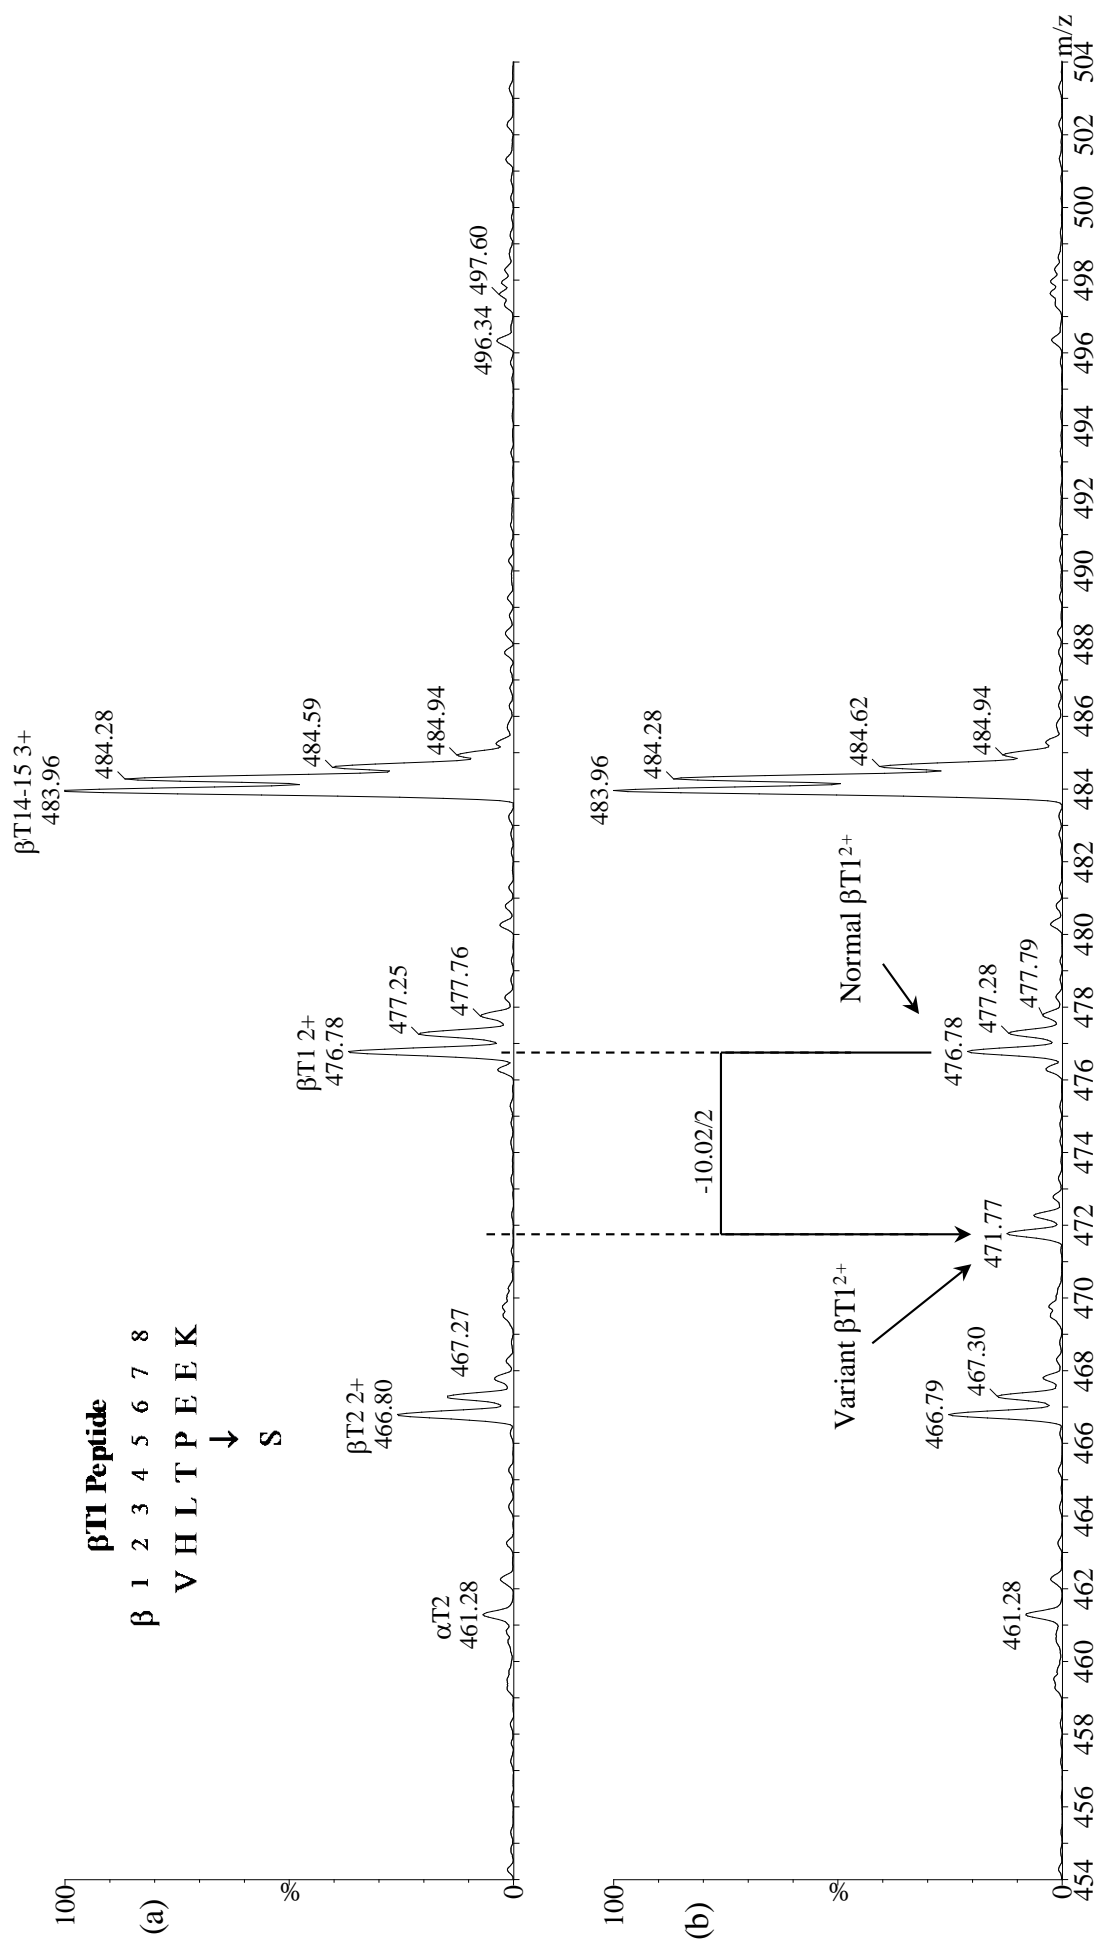 βT1 Peptide
β 1 2 3 4 5 6 7 8
V H L T P E E K
↓
S
(a)
100
%
0
αT2
461.28
βT2 2+
466.80
467.27
βT1 2+
476.78
477.25
477.76
βT14-15 3+
483.96
484.28
484.59
484.94
496.34
497.60
(b)
100
%
0
461.28
466.79
467.30
Variant βT1²⁺
471.77
-10.02/2
Normal βT1²⁺
476.78
477.28
477.79
483.96
484.28
484.62
484.94
454 456 458 460 462 464 466 468 470 472 474 476 478 480 482 484 486 488 490 492 494 496 498 500 502 504
m/z